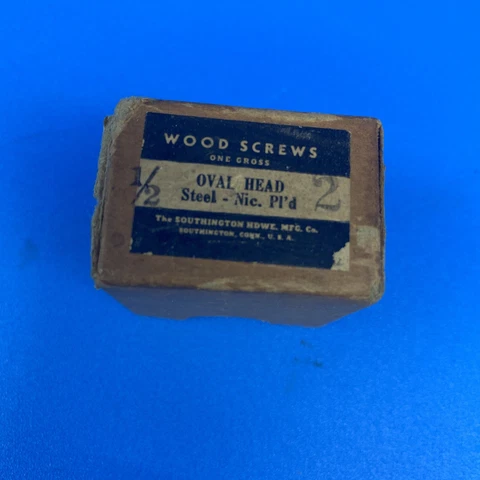 WOOD SCREWS
ONE GROSS
1/2 OVAL HEAD 2
Steel - Nic. Pl'd
The SOUTHINGTON HDWE. MFG. Co.
SOUTHINGTON, CONN., U. S. A.